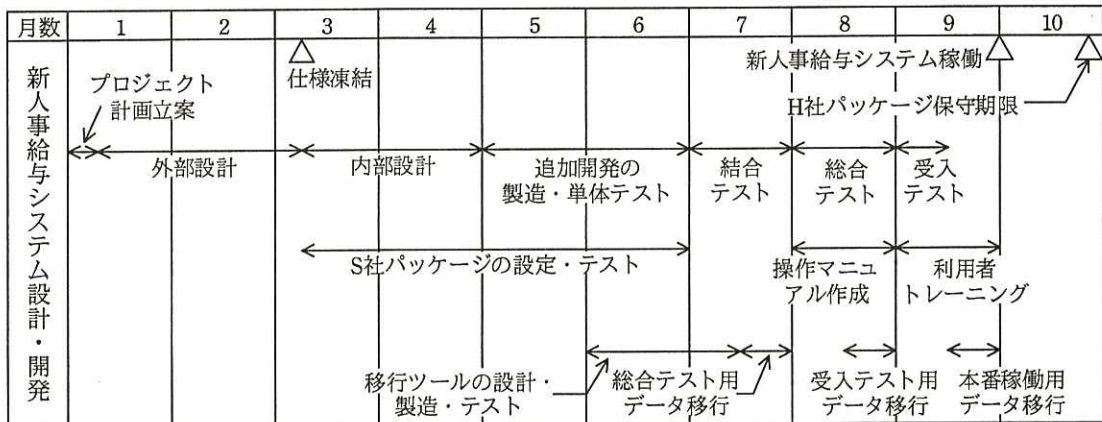 月数 1 2 3 4 5 6 7 8 9 10
新人事給与システム設計・開発
仕様凍結
新人事給与システム稼働
プロジェクト
計画立案
H社パッケージ保守期限
外部設計
内部設計
追加開発の
製造・単体テスト
結合
テスト
総合
テスト
受入
テスト
S社パッケージの設定・テスト
操作マニュ
アル作成
利用者
トレーニング
移行ツールの設計・
製造・テスト
総合テスト用
データ移行
受入テスト用
データ移行
本番稼働用
データ移行